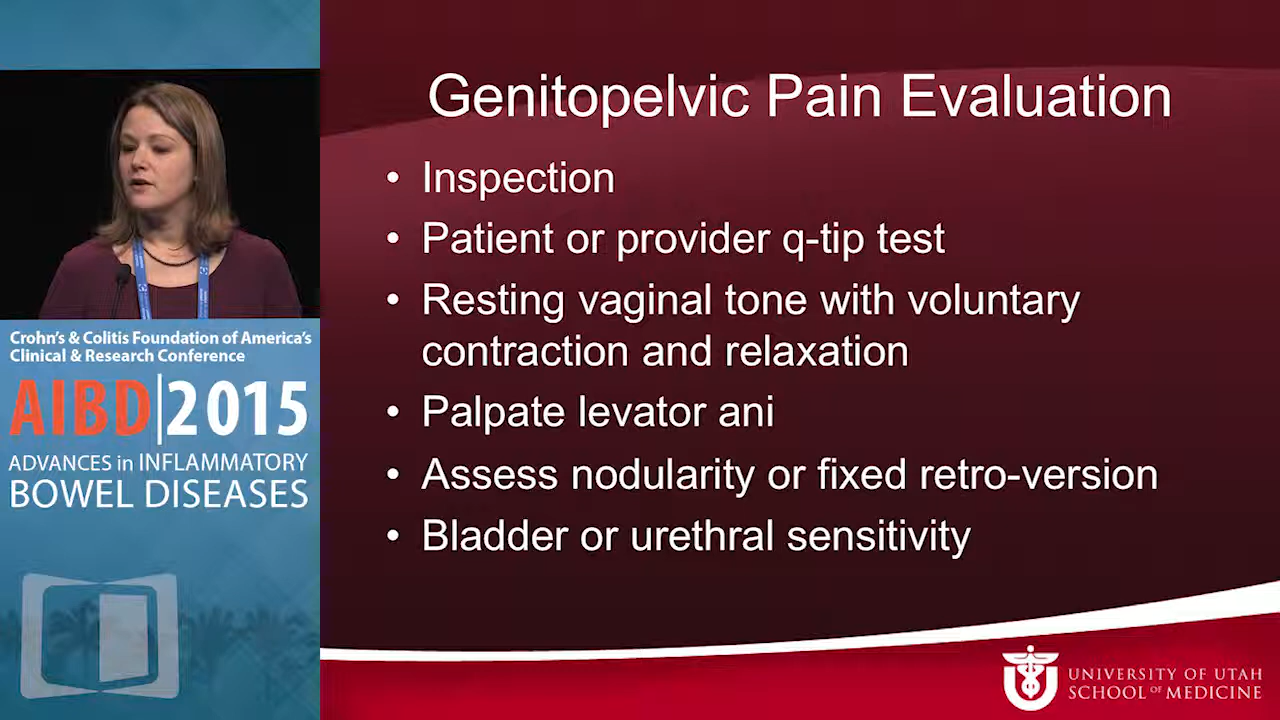 Genitopelvic Pain Evaluation
• Inspection
• Patient or provider q-tip test
• Resting vaginal tone with voluntary
contraction and relaxation
• Palpate levator ani
• Assess nodularity or fixed retro-version
• Bladder or urethral sensitivity
Crohn's & Colitis Foundation of America's
Clinical & Research Conference
AIBD|2015
ADVANCES in INFLAMMATORY
BOWEL DISEASES
U
UNIVERSITY OF UTAH
SCHOOL OF MEDICINE